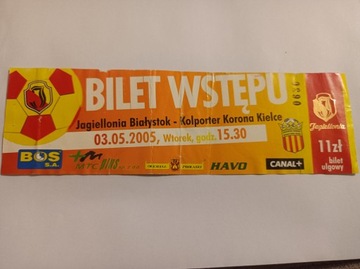 BILET WSTĘPU
Jagiellonia Białystok - Kolporter Korona Kielce
03.05.2005, Wtorek, godz. 15.30
BOS
S.A.
MTC
HAVO
CANAL+
Jagiellonia
11zł
bilet
ulgowy